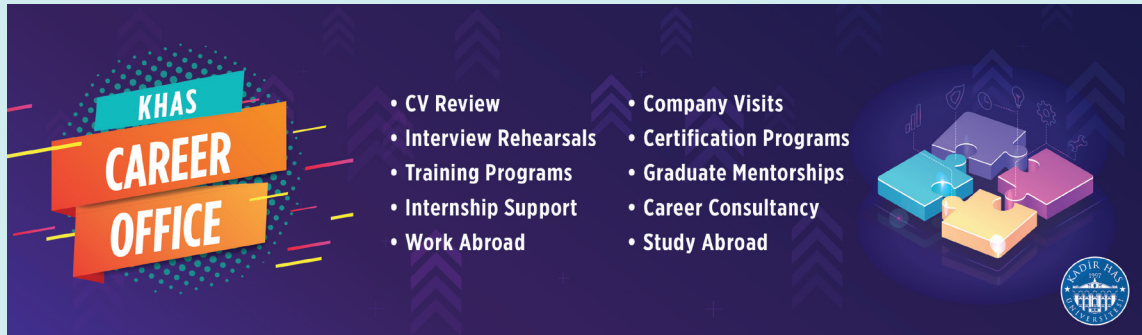 KHAS
CAREER
OFFICE
• CV Review
• Interview Rehearsals
• Training Programs
• Internship Support
• Work Abroad
• Company Visits
• Certification Programs
• Graduate Mentorships
• Career Consultancy
• Study Abroad
KADİR HAS
1997
ÜNİVERSİTESİ